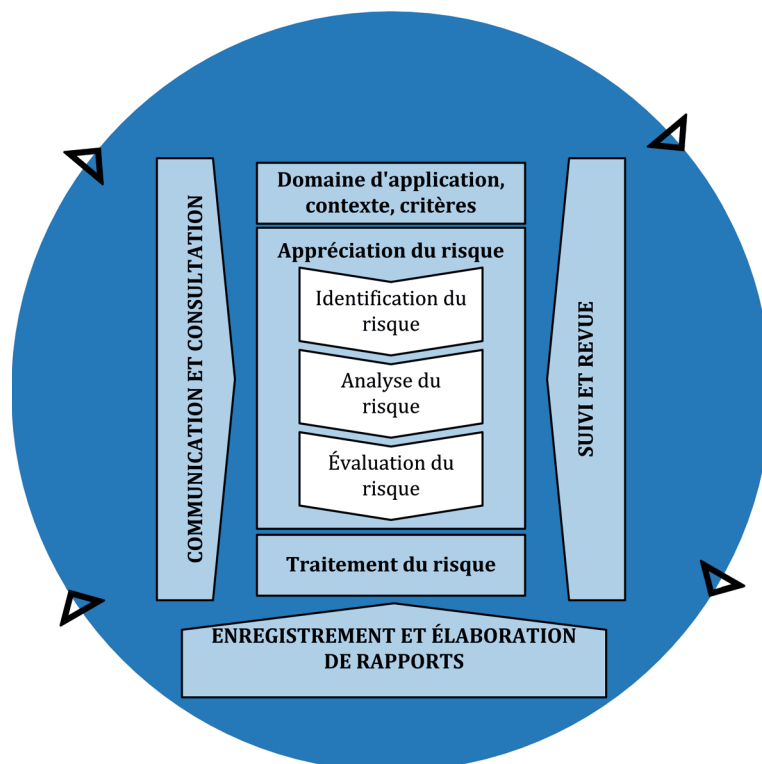 Domaine d'application,
contexte, critères
Appréciation du risque
Identification du
risque
Analyse du
risque
Évaluation du
risque
Traitement du risque
COMMUNICATION ET CONSULTATION
SUIVI ET REVUE
ENREGISTREMENT ET ÉLABORATION
DE RAPPORTS